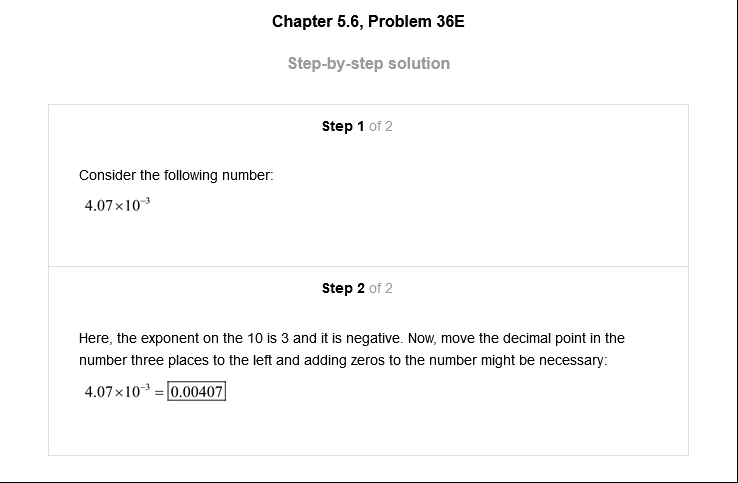 Chapter 5.6, Problem 36E
Step-by-step solution
Step 1 of 2
Consider the following number:
4.07×10⁻³
Step 2 of 2
Here, the exponent on the 10 is 3 and it is negative. Now, move the decimal point in the
number three places to the left and adding zeros to the number might be necessary:
4.07×10⁻³ = 0.00407